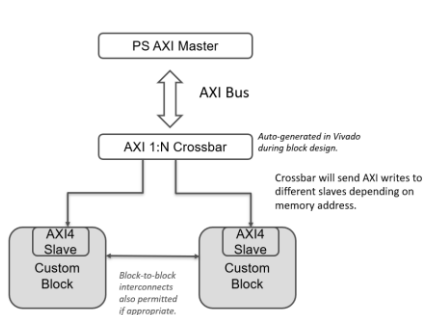 PS AXI Master
AXI Bus
Auto-generated in Vivado
during block design.
AXI 1:N Crossbar
Crossbar will send AXI writes to
different slaves depending on
memory address.
AXI4
Slave
Custom
Block
AXI4
Slave
Custom
Block
Block-to-block
interconnects
also permitted
if appropriate.